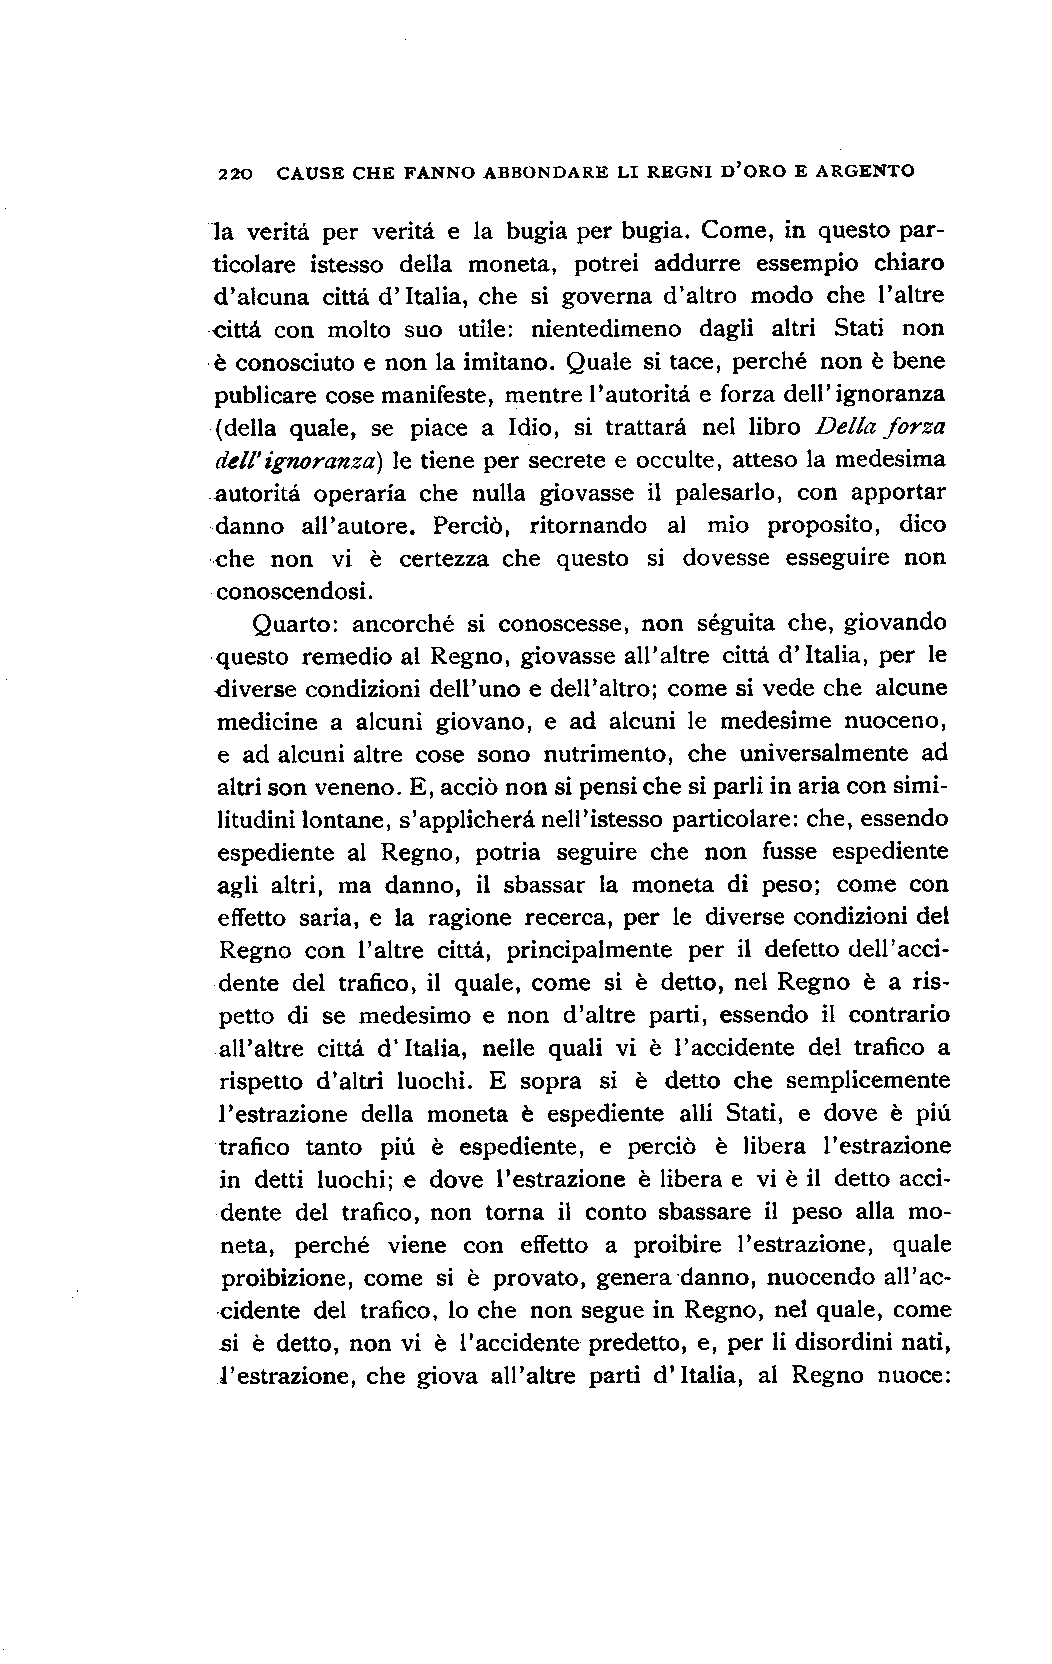 220 CAUSE CHE FANNO ABBONDARE LI REGNI D'ORO E ARGENTO
la veritá per veritá e la bugia per bugia. Come, in questo par-
ticolare istesso della moneta, potrei addurre essempio chiaro
d'alcuna cittá d'Italia, che si governa d'altro modo che l'altre
cittá con molto suo utile: nientedimeno dagli altri Stati non
è conosciuto e non la imitano. Quale si tace, perché non è bene
publicare cose manifeste, mentre l'autoritá e forza dell'ignoranza
(della quale, se piace a Idio, si trattará nel libro Della forza
dell'ignoranza) le tiene per secrete e occulte, atteso la medesima
autoritá operaría che nulla giovasse il palesarlo, con apportar
danno all'autore. Perciò, ritornando al mio proposito, dico
che non vi è certezza che questo si dovesse esseguire non
conoscendosi.
Quarto: ancorché si conoscesse, non séguita che, giovando
questo remedio al Regno, giovasse all'altre cittá d'Italia, per le
diverse condizioni dell'uno e dell'altro; come si vede che alcune
medicine a alcuni giovano, e ad alcuni le medesime nuoceno,
e ad alcuni altre cose sono nutrimento, che universalmente ad
altri son veneno. E, acciò non si pensi che si parli in aria con simi-
litudini lontane, s'applicherá nell'istesso particolare: che, essendo
espediente al Regno, potria seguire che non fusse espediente
agli altri, ma danno, il sbassar la moneta di peso; come con
effetto saria, e la ragione recerca, per le diverse condizioni del
Regno con l'altre cittá, principalmente per il defetto dell'acci-
dente del trafico, il quale, come si è detto, nel Regno è a ris-
petto di se medesimo e non d'altre parti, essendo il contrario
all'altre cittá d'Italia, nelle quali vi è l'accidente del trafico a
rispetto d'altri luochi. E sopra si è detto che semplicemente
l'estrazione della moneta è espediente alli Stati, e dove è piú
trafico tanto piú è espediente, e perciò è libera l'estrazione
in detti luochi; e dove l'estrazione è libera e vi è il detto acci-
dente del trafico, non torna il conto sbassare il peso alla mo-
neta, perché viene con effetto a proibire l'estrazione, quale
proibizione, come si è provato, genera danno, nuocendo all'ac-
cidente del trafico, lo che non segue in Regno, nel quale, come
si è detto, non vi è l'accidente predetto, e, per li disordini nati,
l'estrazione, che giova all'altre parti d'Italia, al Regno nuoce: